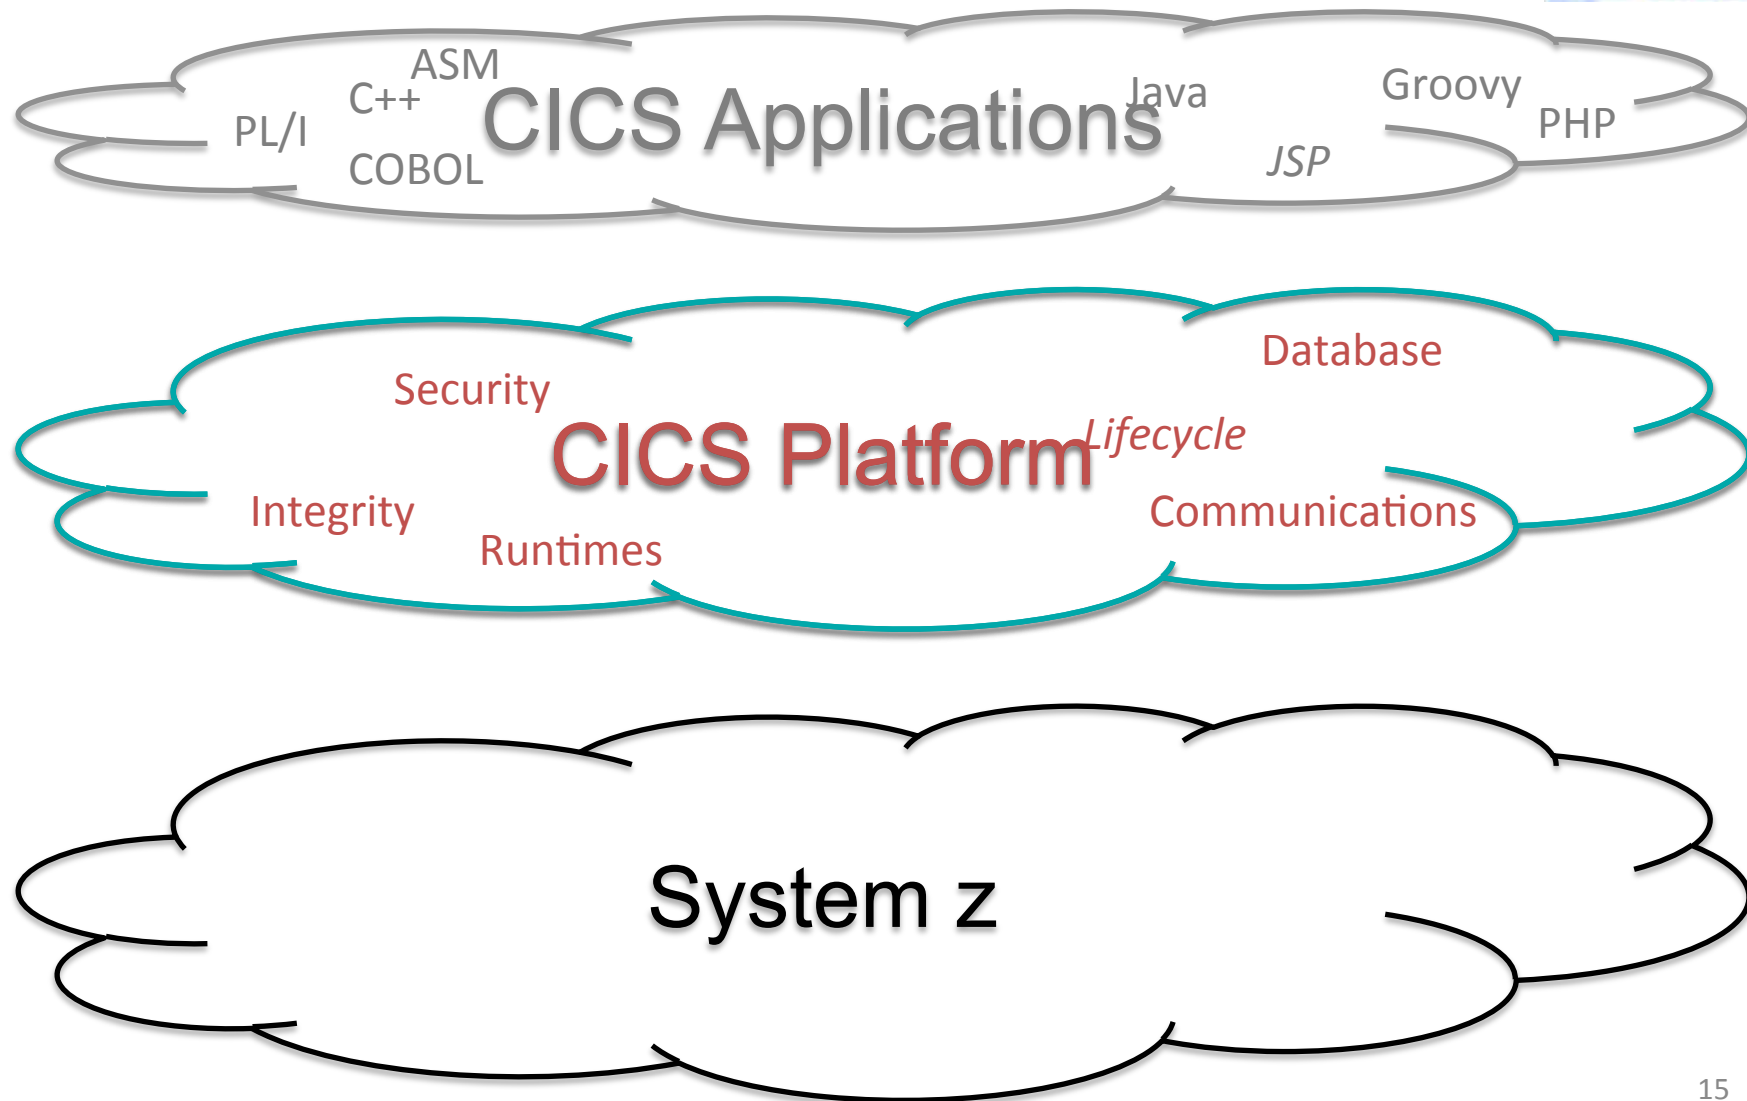 ASM
C++
CICS Applications
Java
Groovy
PL/I
PHP
COBOL
JSP
Database
Security
CICS Platform
Lifecycle
Integrity
Communications
Runtimes
System z
15